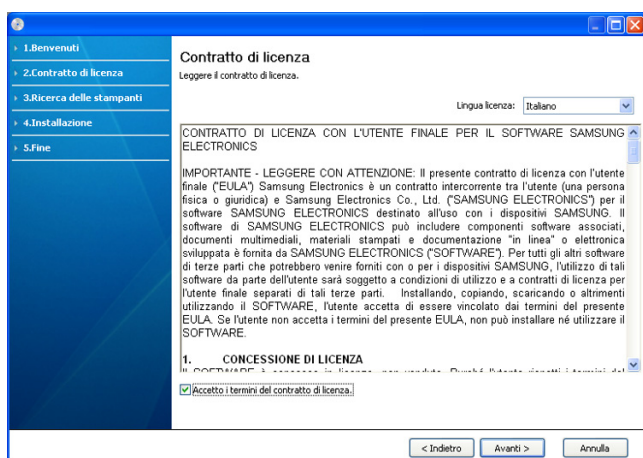 1.Benvenuti
2.Contratto di licenza
3.Ricerca delle stampanti
4.Installazione
5.Fine
Contratto di licenza
Leggere il contratto di licenza.
Lingua licenza: Italiano
CONTRATTO DI LICENZA CON L'UTENTE FINALE PER IL SOFTWARE SAMSUNG
ELECTRONICS
IMPORTANTE - LEGGERE CON ATTENZIONE: Il presente contratto di licenza con l'utente
finale ("EULA") Samsung Electronics è un contratto intercorrente tra l'utente (una persona
fisica o giuridica) e Samsung Electronics Co., Ltd. ("SAMSUNG ELECTRONICS") per il
software SAMSUNG ELECTRONICS destinato all'uso con i dispositivi SAMSUNG. Il
software di SAMSUNG ELECTRONICS può includere componenti software associati,
documenti multimediali, materiali stampati e documentazione "in linea" o elettronica
sviluppata è fornita da SAMSUNG ELECTRONICS ("SOFTWARE"). Per tutti gli altri software
di terze parti che potrebbero venire forniti con o per i dispositivi SAMSUNG, l'utilizzo di tali
software da parte dell'utente sarà soggetto a condizioni di utilizzo e a contratti di licenza per
l'utente finale separati di tali terze parti. Installando, copiando, scaricando o altrimenti
utilizzando il SOFTWARE, l'utente accetta di essere vincolato dai termini del presente
EULA. Se l'utente non accetta i termini del presente EULA, non può installare né utilizzare il
SOFTWARE.
1. CONCESSIONE DI LICENZA
Accetto i termini del contratto di licenza.
< Indietro Avanti > Annulla